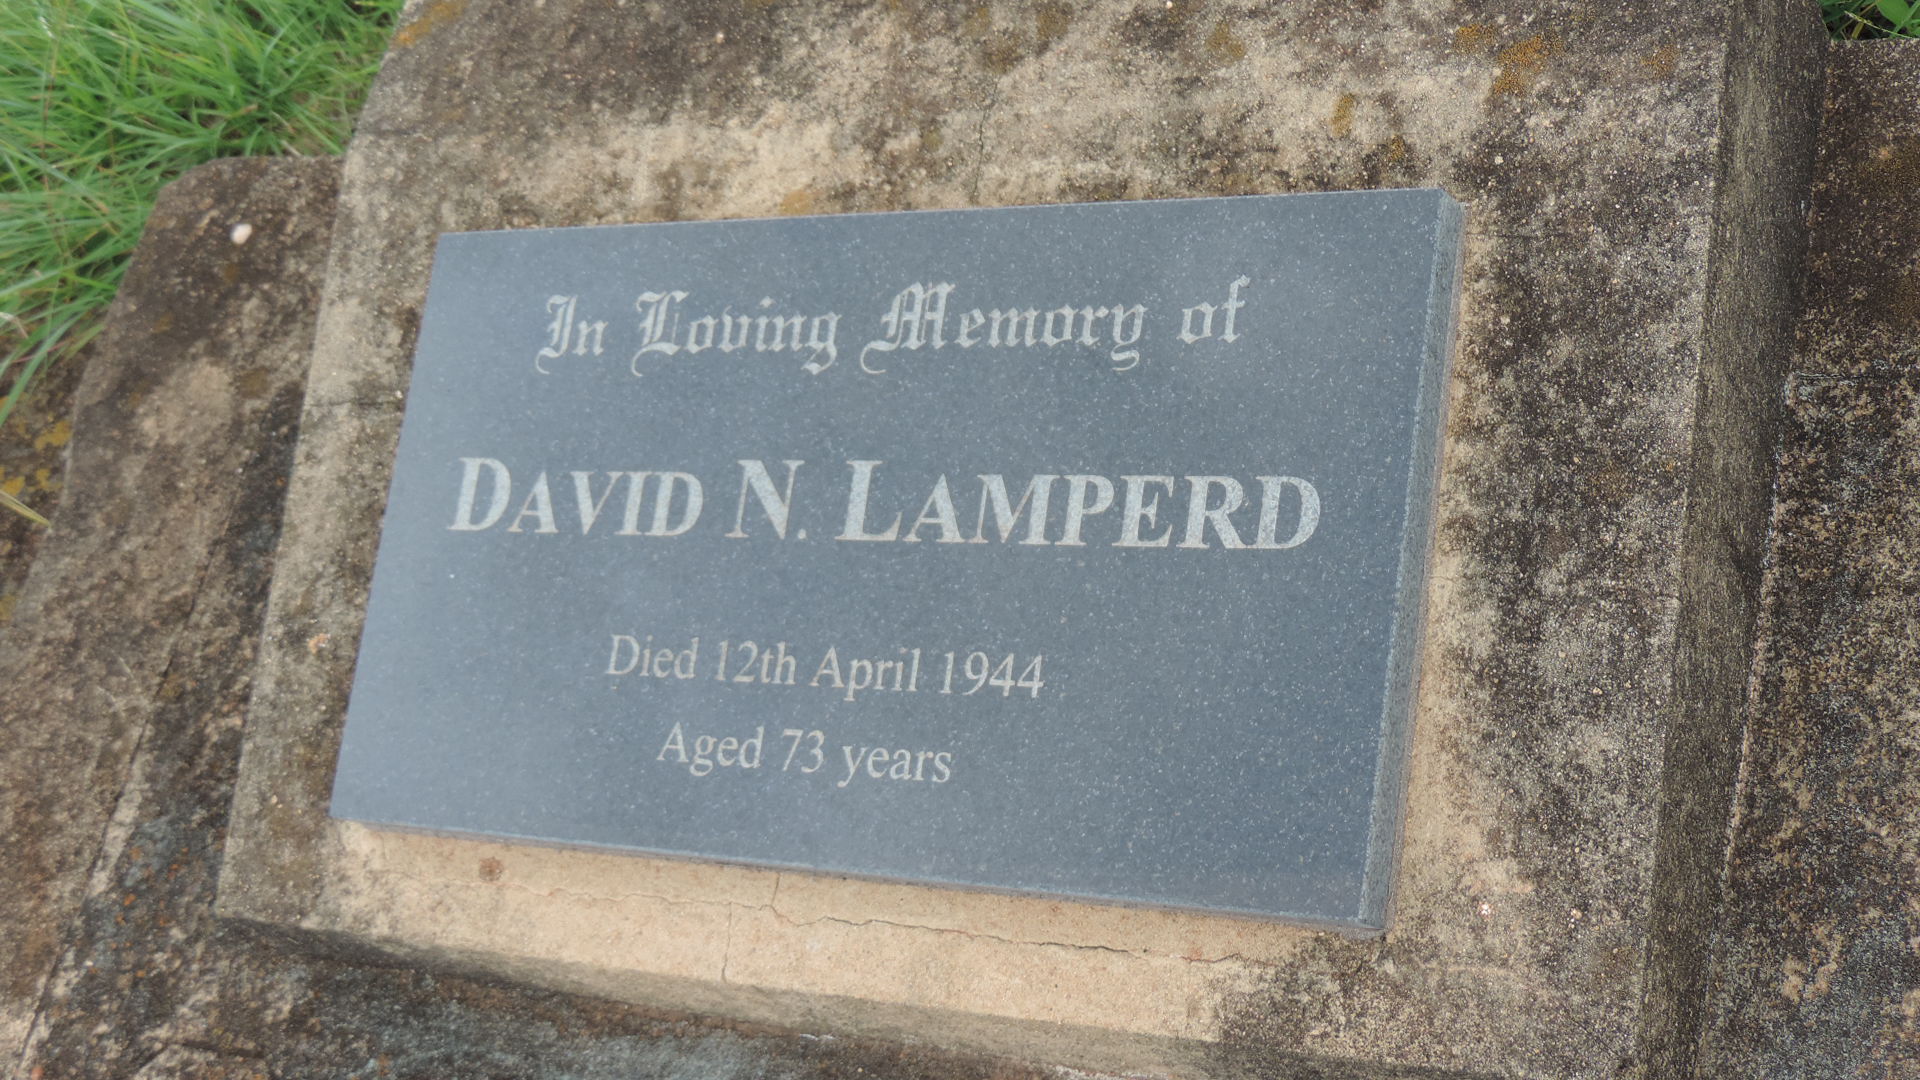 In Loving Memory of
DAVID N. LAMPERD
Died 12th April 1944
Aged 73 years